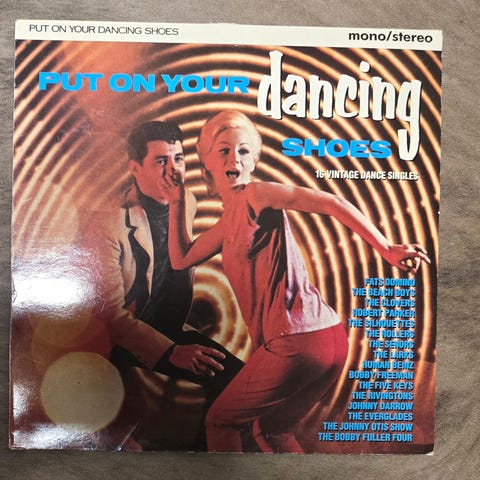 PUT ON YOUR DANCING SHOES
mono/stereo
PUT ON YOUR dancing
SHOES
16 VINTAGE DANCE SINGLES
FATS DOMINO
THE BEACH BOYS
THE CLOVERS
ROBERT PARKER
THE SILHOUETTES
THE ROLLERS
THE SENORS
THE LARKS
HUMAN BEINZ
BOBBY FREEMAN
THE FIVE KEYS
THE RIVINGTONS
JOHNNY DARROW
THE EVERGLADES
THE JOHNNY OTIS SHOW
THE BOBBY FULLER FOUR